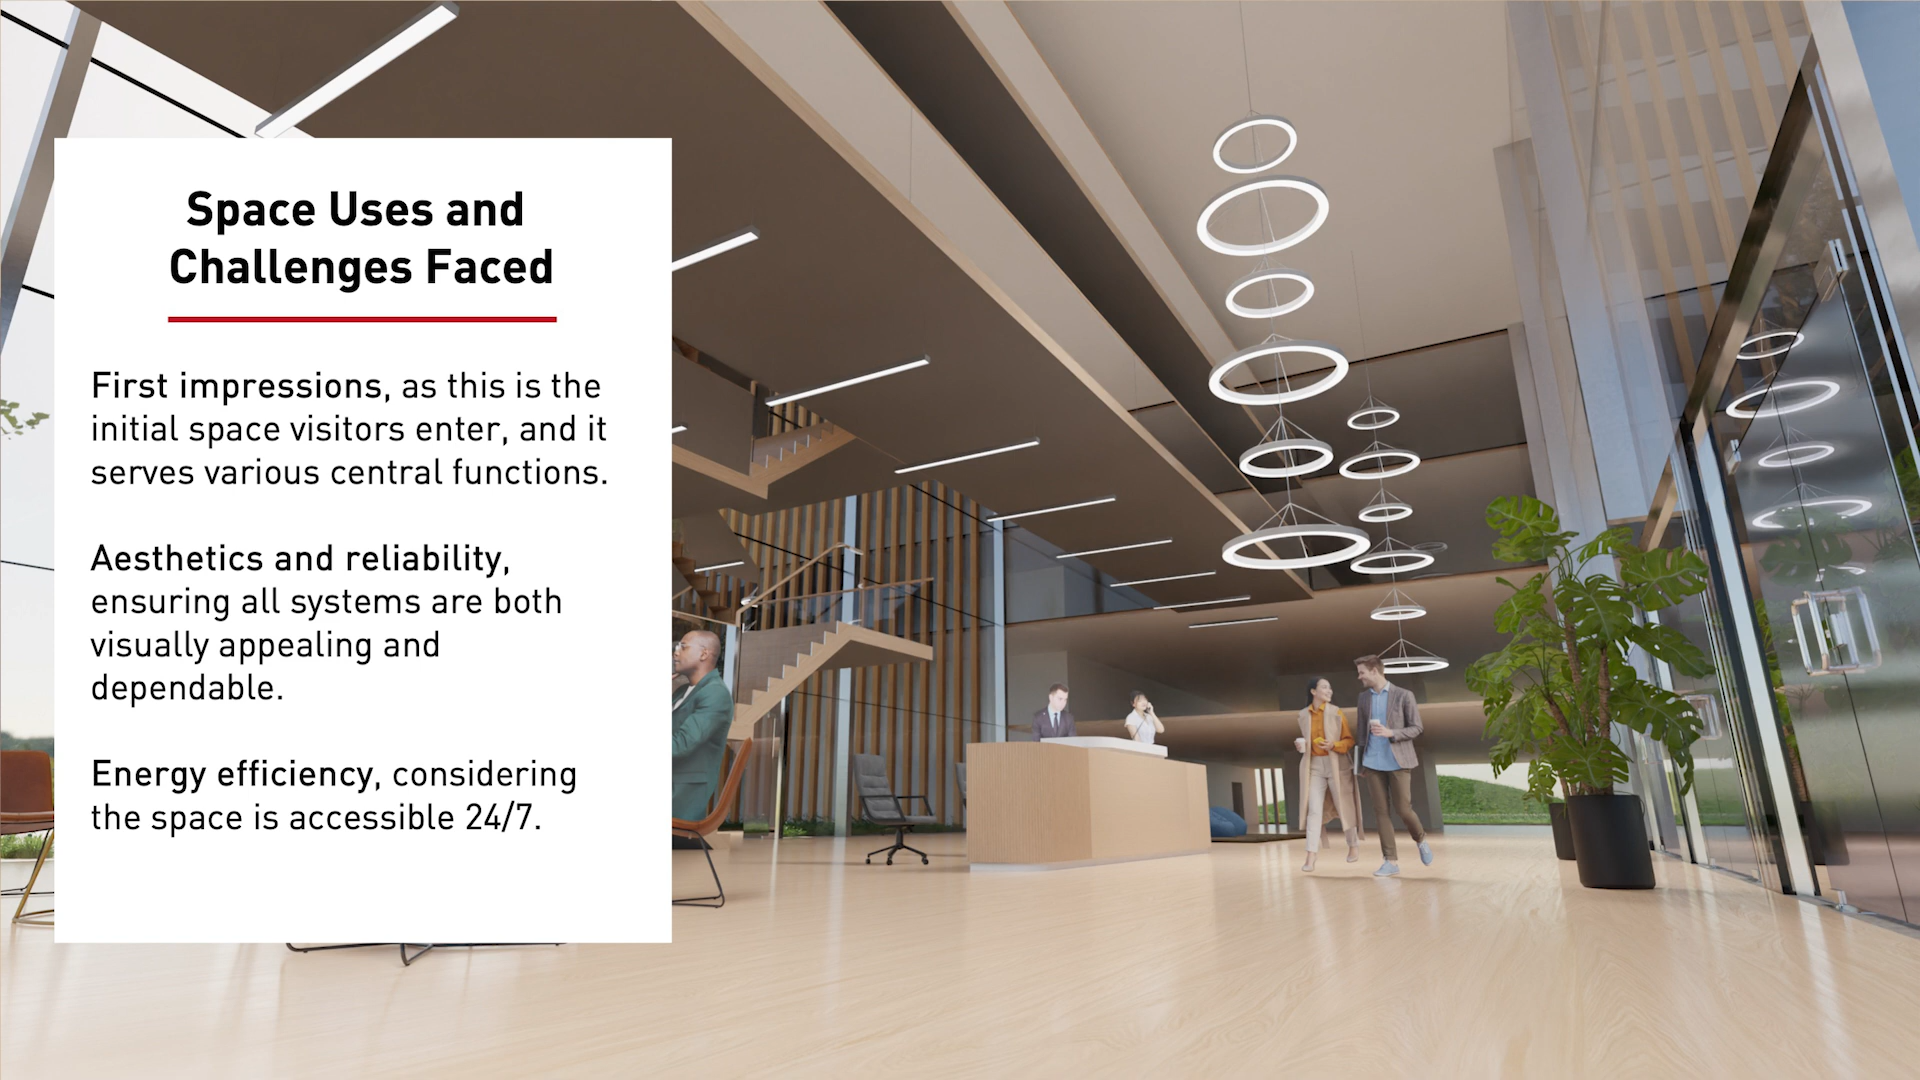 Space Uses and
Challenges Faced
First impressions, as this is the
initial space visitors enter, and it
serves various central functions.
Aesthetics and reliability,
ensuring all systems are both
visually appealing and
dependable.
Energy efficiency, considering
the space is accessible 24/7.